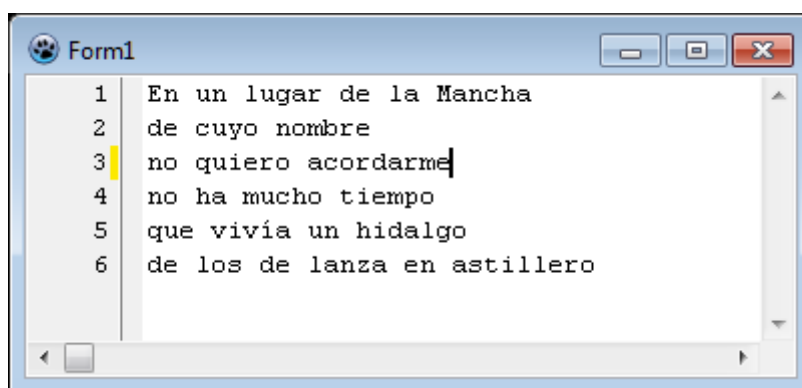 Form1
1 En un lugar de la Mancha
2 de cuyo nombre
3 no quiero acordarme
4 no ha mucho tiempo
5 que vivía un hidalgo
6 de los de lanza en astillero